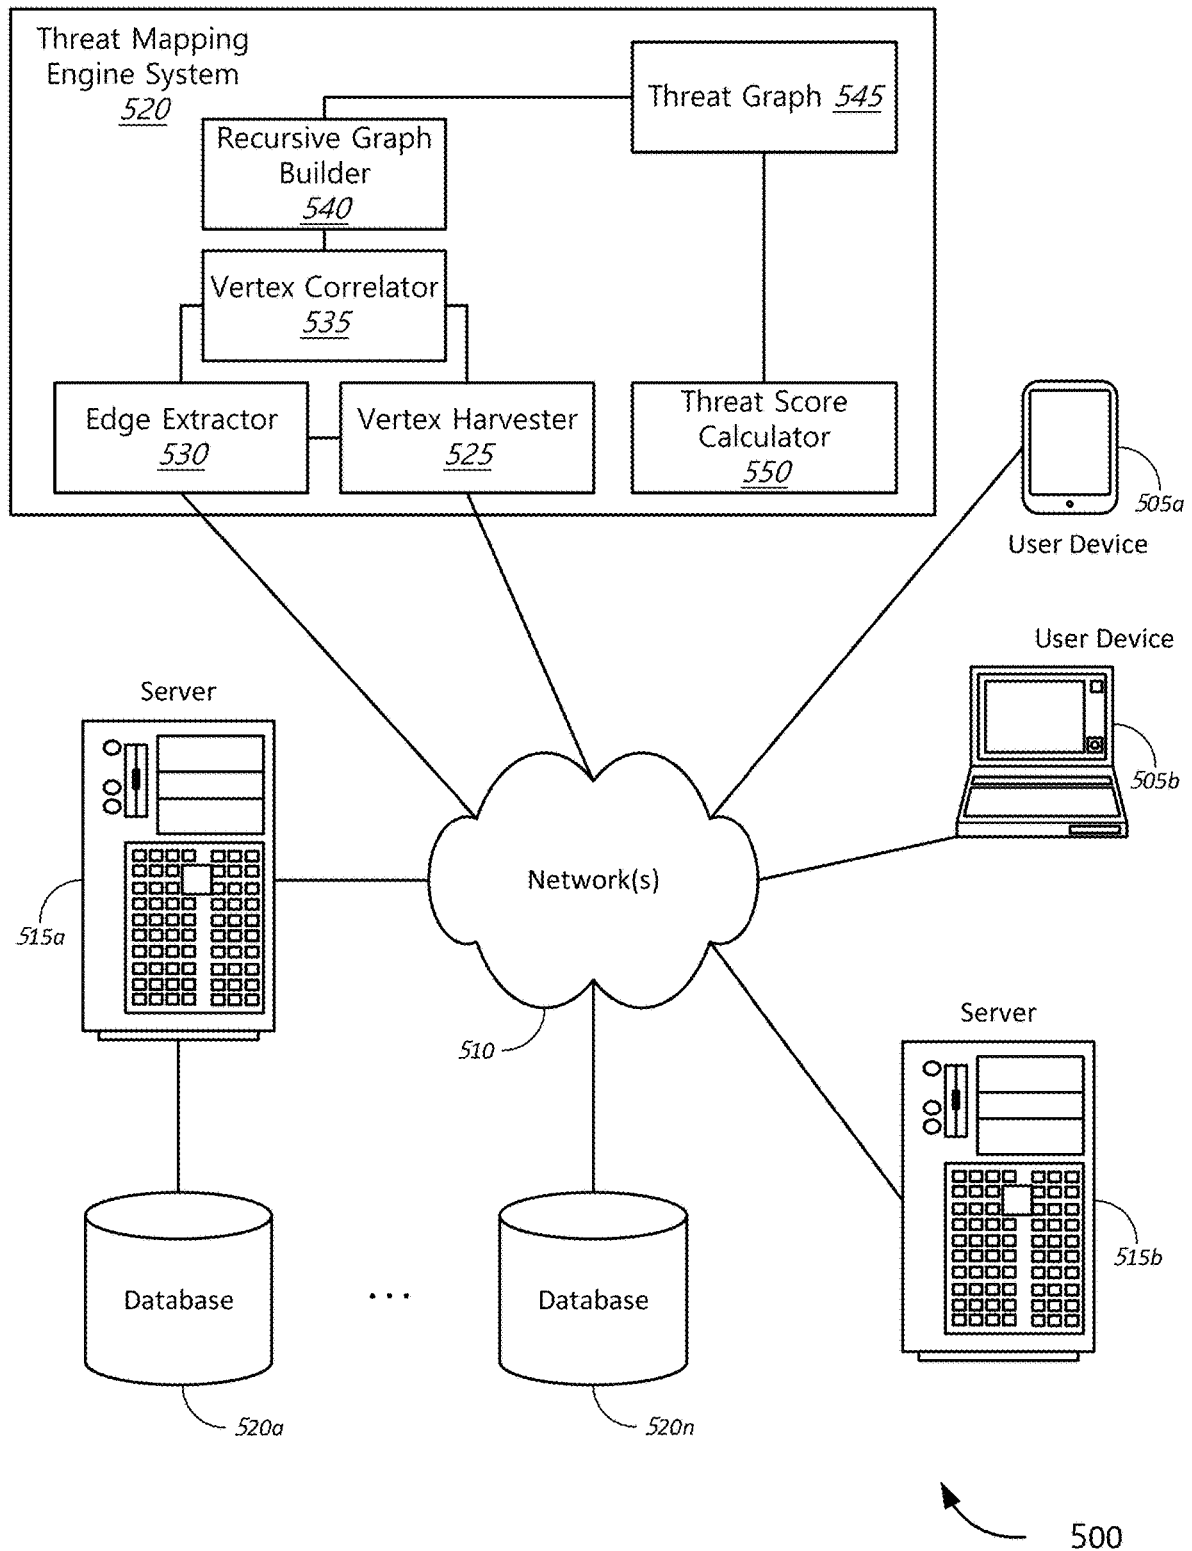 Threat Mapping
Engine System
520
Threat Graph 545
Recursive Graph
Builder
540
Vertex Correlator
535
Edge Extractor
530
Vertex Harvester
525
Threat Score
Calculator
550
505a
User Device
User Device
505b
Server
515a
Network(s)
510
Server
515b
Database
...
Database
520a
520n
500